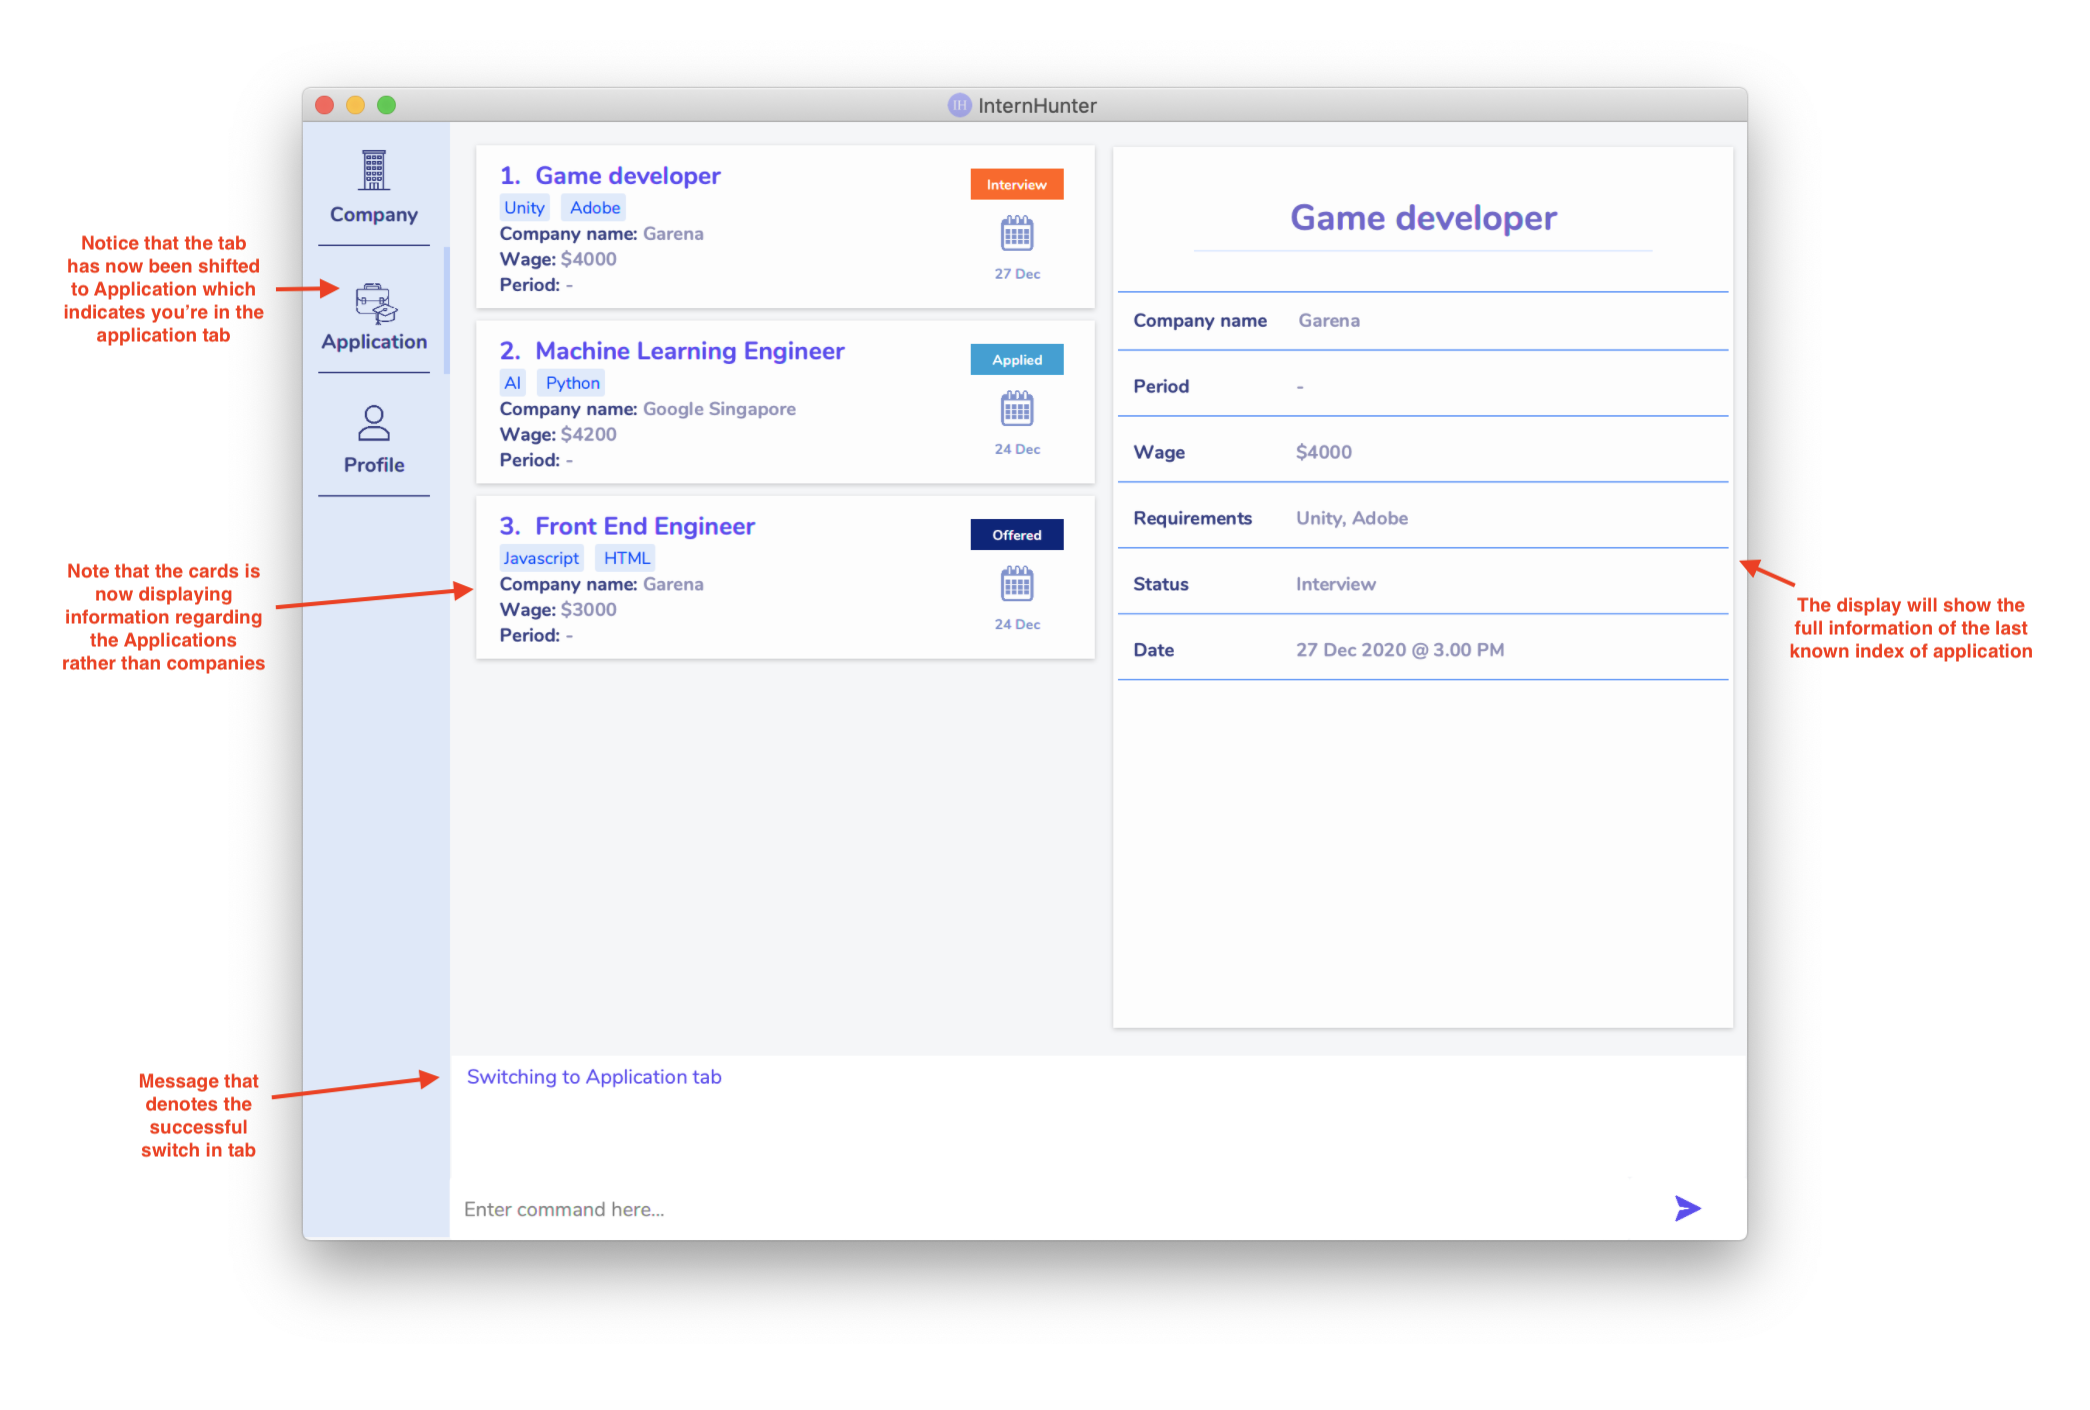 IH InternHunter
Company
Application
Profile
1. Game developer
Unity Adobe
Company name: Garena
Wage: $4000
Period: -
Interview
27 Dec
2. Machine Learning Engineer
AI Python
Company name: Google Singapore
Wage: $4200
Period: -
Applied
24 Dec
3. Front End Engineer
Javascript HTML
Company name: Garena
Wage: $3000
Period: -
Offered
24 Dec
Game developer
Company name Garena
Period -
Wage $4000
Requirements Unity, Adobe
Status Interview
Date 27 Dec 2020 @ 3.00 PM
Switching to Application tab
Enter command here...
Notice that the tab
has now been shifted
to Application which
indicates you're in the
application tab
Note that the cards is
now displaying
information regarding
the Applications
rather than companies
Message that
denotes the
successful
switch in tab
The display will show the
full information of the last
known index of application